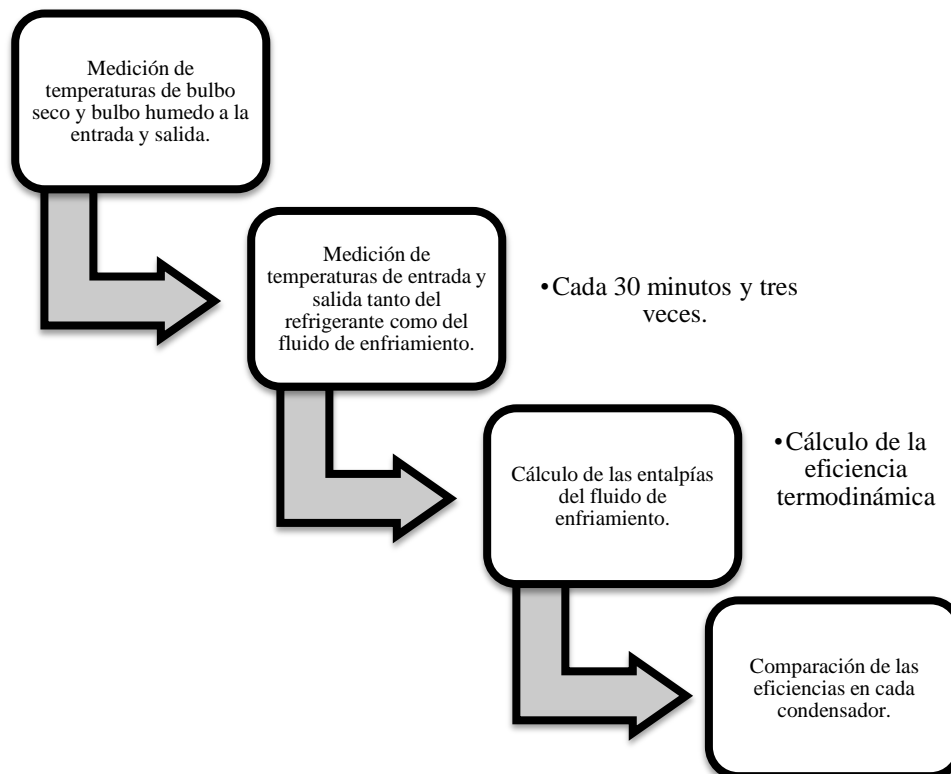 Medición de
temperaturas de bulbo
seco y bulbo humedo a la
entrada y salida.
Medición de
temperaturas de entrada y
salida tanto del
refrigerante como del
fluido de enfriamiento.
•Cada 30 minutos y tres
veces.
Cálculo de las entalpías
del fluido de
enfriamiento.
•Cálculo de la
eficiencia
termodinámica
Comparación de las
eficiencias en cada
condensador.